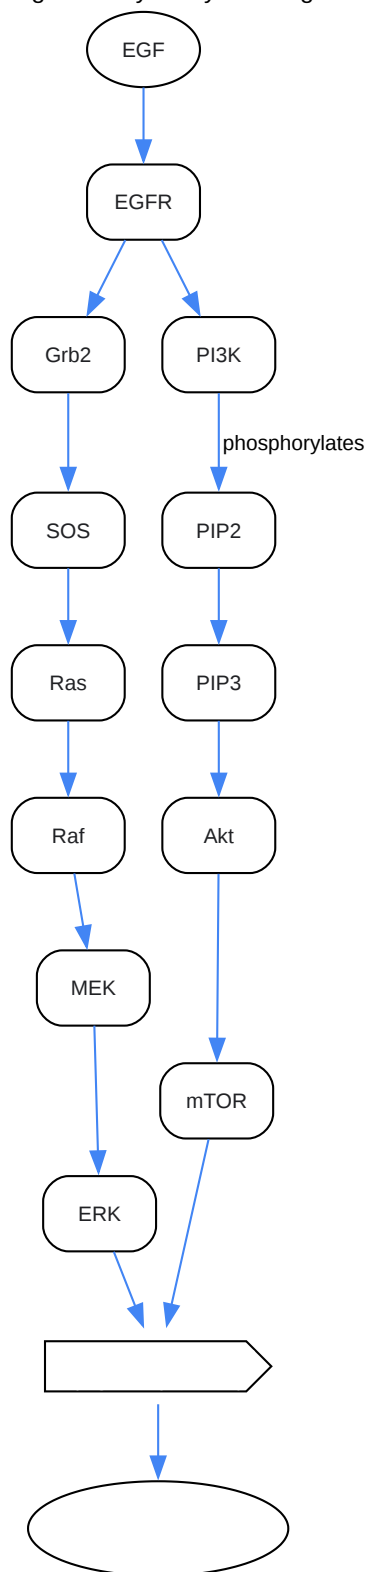 EGF
EGFR
Grb2
PI3K
phosphorylates
SOS
PIP2
Ras
PIP3
Raf
Akt
MEK
mTOR
ERK